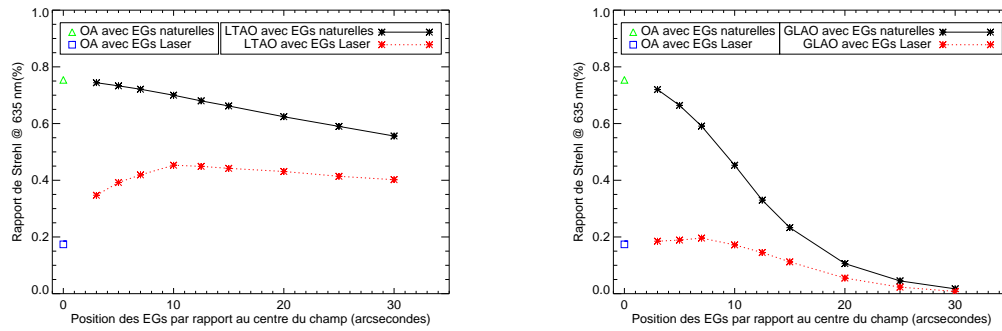 OA avec EGs naturelles
OA avec EGs Laser
LTAO avec EGs naturelles
LTAO avec EGs Laser
Rapport de Strehl @ 635 nm(%)
1.0
0.8
0.6
0.4
0.2
0.0
0 10 20 30
Position des EGs par rapport au centre du champ (arcsecondes)
OA avec EGs naturelles
OA avec EGs Laser
GLAO avec EGs naturelles
GLAO avec EGs Laser
Rapport de Strehl @ 635 nm(%)
1.0
0.8
0.6
0.4
0.2
0.0
0 10 20 30
Position des EGs par rapport au centre du champ (arcsecondes)